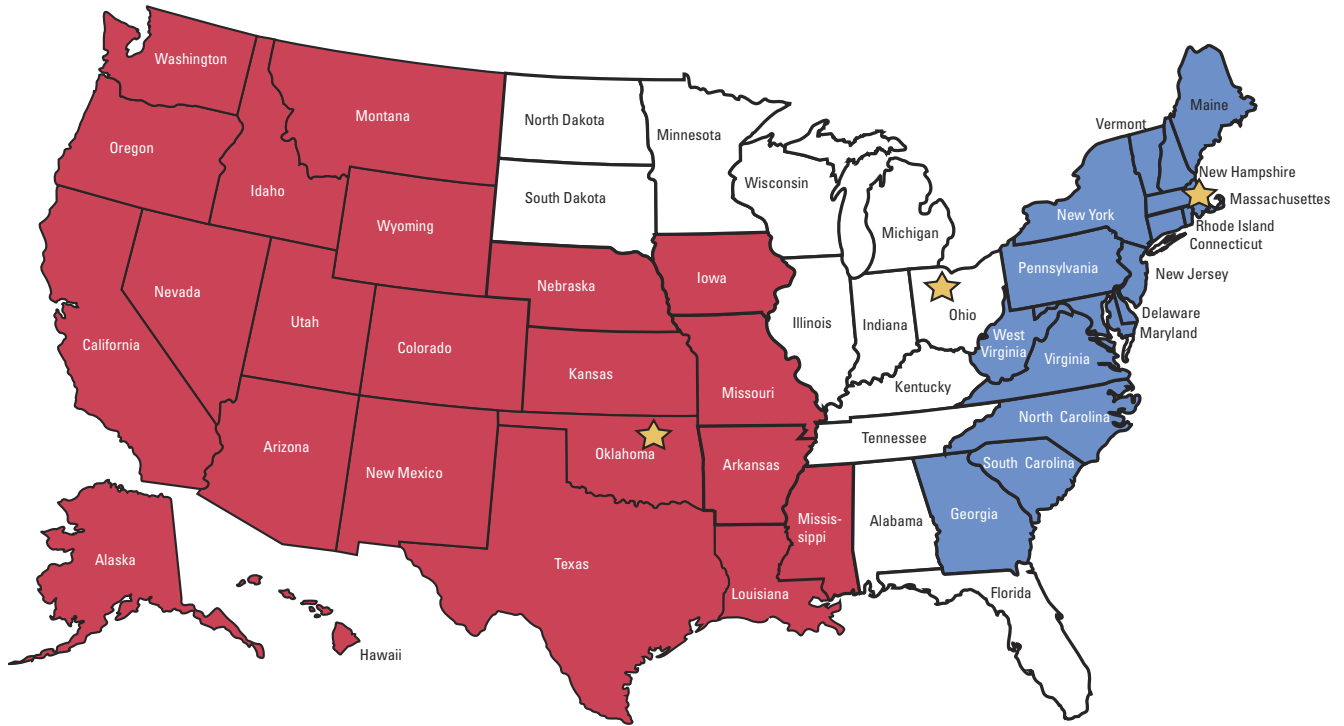 Washington
Montana
North Dakota
Minnesota
Vermont
Maine
Oregon
Idaho
South Dakota
Wisconsin
New Hampshire
Massachusettes
Wyoming
Michigan
New York
Rhode Island
Connecticut
Nevada
Nebraska
Iowa
Pennsylvania
New Jersey
Utah
Colorado
Illinois
Indiana
Ohio
Delaware
Maryland
California
Kansas
Missouri
Kentucky
West
Virginia
Virginia
Arizona
New Mexico
Oklahoma
Arkansas
Tennessee
North Carolina
South Carolina
Alaska
Texas
Missis-
sippi
Alabama
Georgia
Louisiana
Florida
Hawaii